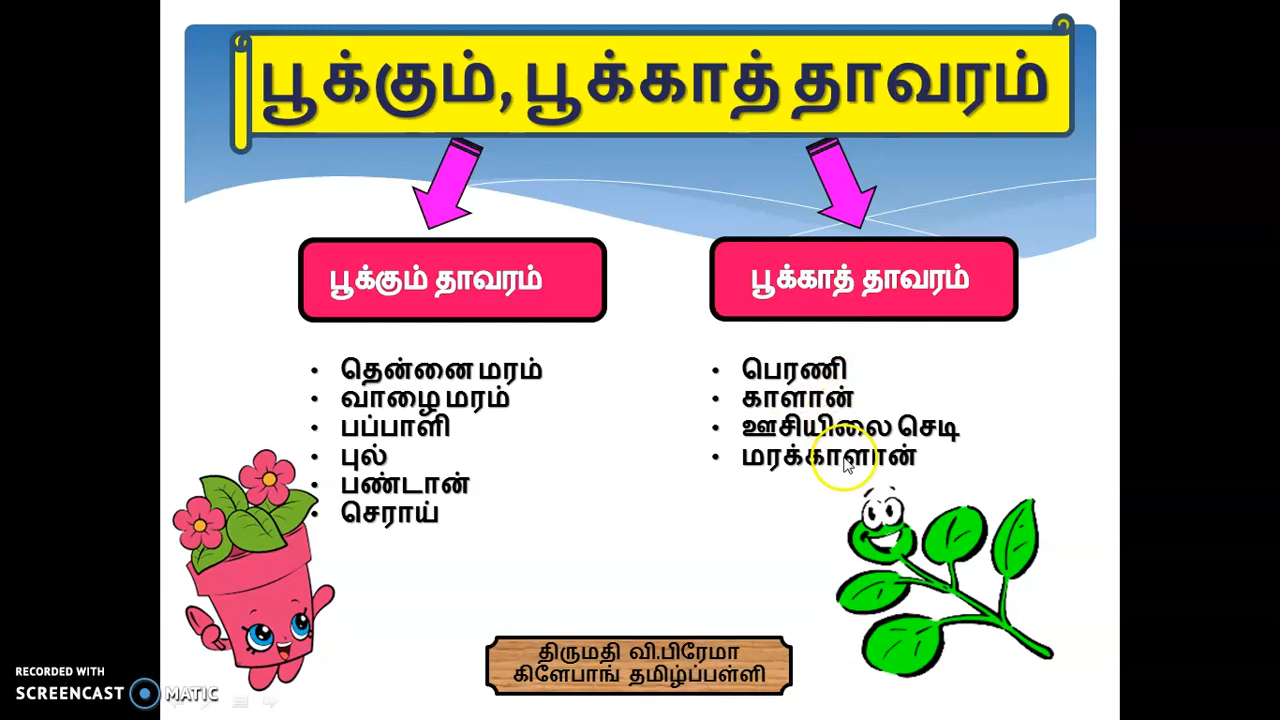 பூக்கும், பூக்காத் தாவரம்
பூக்கும் தாவரம்
பூக்காத் தாவரம்
• தென்னை மரம்
• வாழை மரம்
• பப்பாளி
• புல்
• பண்டான்
• செராய்
• பெரணி
• காளான்
• ஊசியிலை செடி
• மரக்காளான்
திருமதி வி.பிரேமா
கிளேபாங் தமிழ்ப்பள்ளி
RECORDED WITH
SCREENCAST MATIC